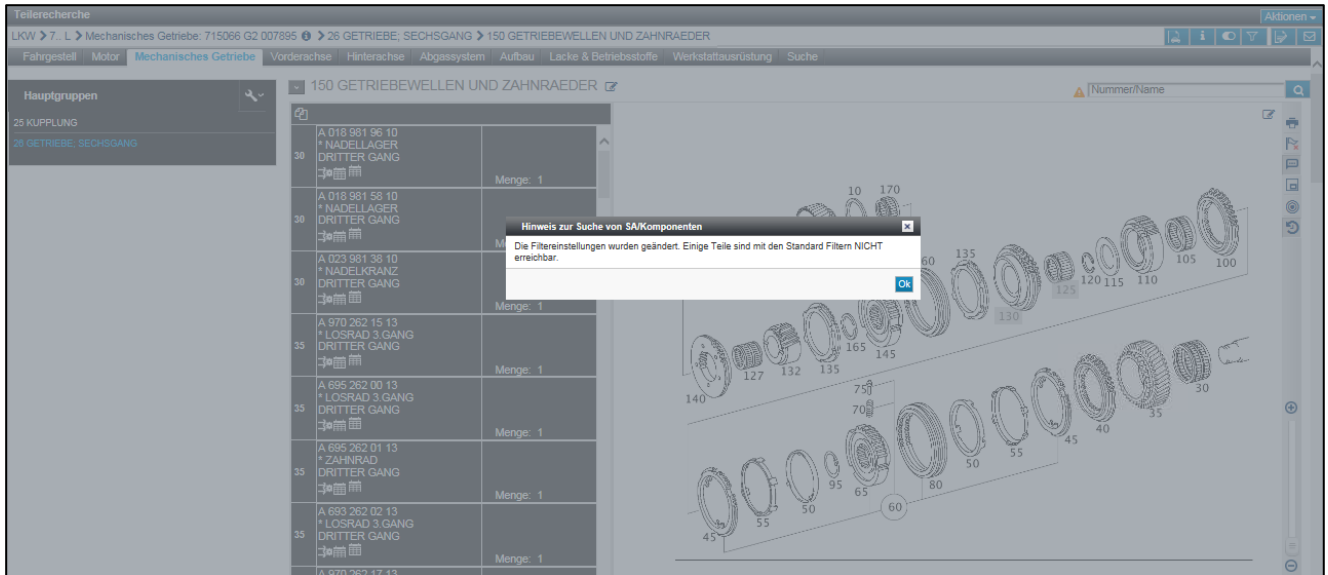 Teilerecherche
Aktionen
LKW > 7.. L > Mechanisches Getriebe: 715066 G2 007895 > 26 GETRIEBE; SECHSGANG > 150 GETRIEBEWELLEN UND ZAHNRAEDER
Fahrgestell Motor Mechanisches Getriebe Vorderachse Hinterachse Abgassystem Aufbau Lacke & Betriebsstoffe Werkstattausrüstung Suche
Hauptgruppen
25 KUPPLUNG
26 GETRIEBE; SECHSGANG
150 GETRIEBEWELLEN UND ZAHNRAEDER
Nummer/Name
A 018 981 96 10
* NADELLAGER
30 DRITTER GANG
Menge: 1
A 018 981 58 10
* NADELLAGER
30 DRITTER GANG
A 023 981 38 10
* NADELKRANZ
30 DRITTER GANG
Menge: 1
A 970 262 15 13
* LOSRAD 3.GANG
35 DRITTER GANG
Menge: 1
A 695 262 00 13
* LOSRAD 3.GANG
35 DRITTER GANG
Menge: 1
A 695 262 01 13
* ZAHNRAD
35 DRITTER GANG
Menge: 1
A 693 262 02 13
* LOSRAD 3.GANG
35 DRITTER GANG
Menge: 1
A 970 262 17 13
Hinweis zur Suche von SA/Komponenten
Die Filtereinstellungen wurden geändert. Einige Teile sind mit den Standard Filtern NICHT
erreichbar.
Ok
10 170
60 135
105 100
125 120 115 110
130
165 145
127 132 135
140
75
70
30
35
40
45
55
50
80
95 65
60
50
55
45